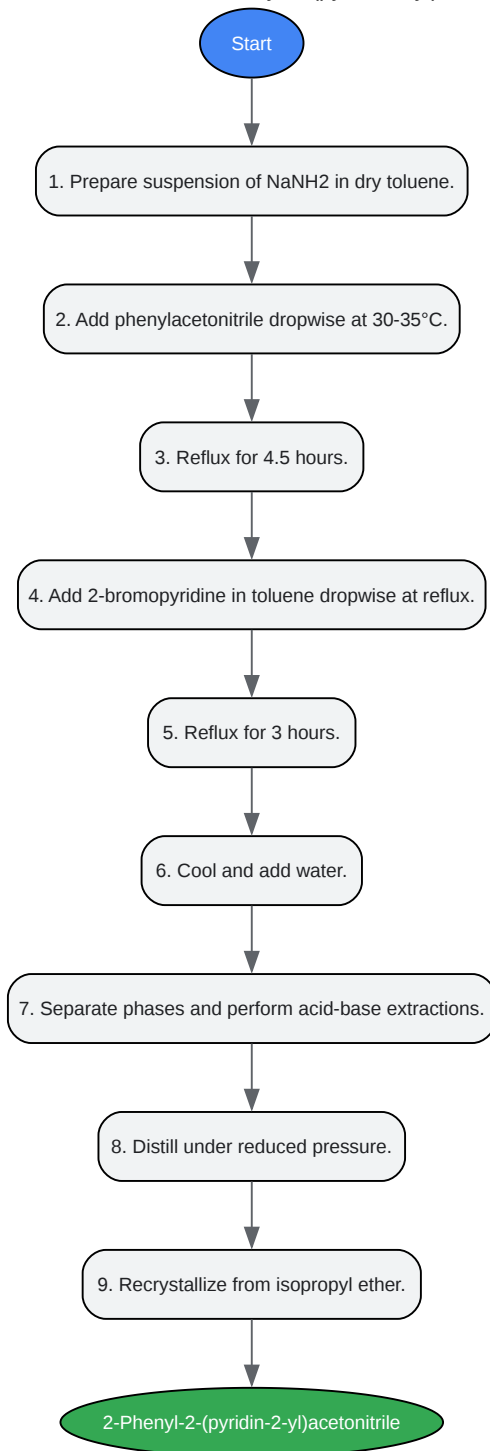 Start
1. Prepare suspension of NaNH2 in dry toluene.
2. Add phenylacetonitrile dropwise at 30-35°C.
3. Reflux for 4.5 hours.
4. Add 2-bromopyridine in toluene dropwise at reflux.
5. Reflux for 3 hours.
6. Cool and add water.
7. Separate phases and perform acid-base extractions.
8. Distill under reduced pressure.
9. Recrystallize from isopropyl ether.
2-Phenyl-2-(pyridin-2-yl)acetonitrile